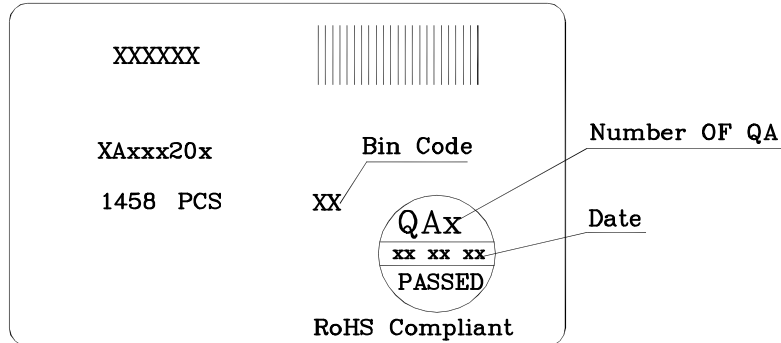 XXXXXX
XAxxx20x
Bin Code
Number OF QA
1458 PCS
XX
QAx
Date
xx xx xx
PASSED
RoHS Compliant